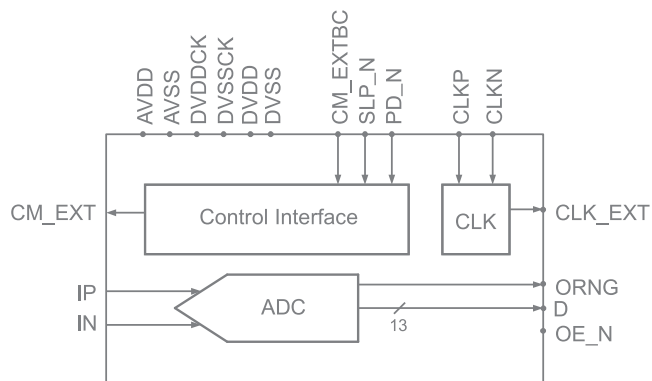 AVDD
AVSS
DVDDCK
DVSSCK
DVDD
DVSS
CM_EXTBC
SLP_N
PD_N
CLKP
CLKN
CM_EXT
Control Interface
CLK
CLK_EXT
IP
IN
ADC
13
ORNG
D
OE_N